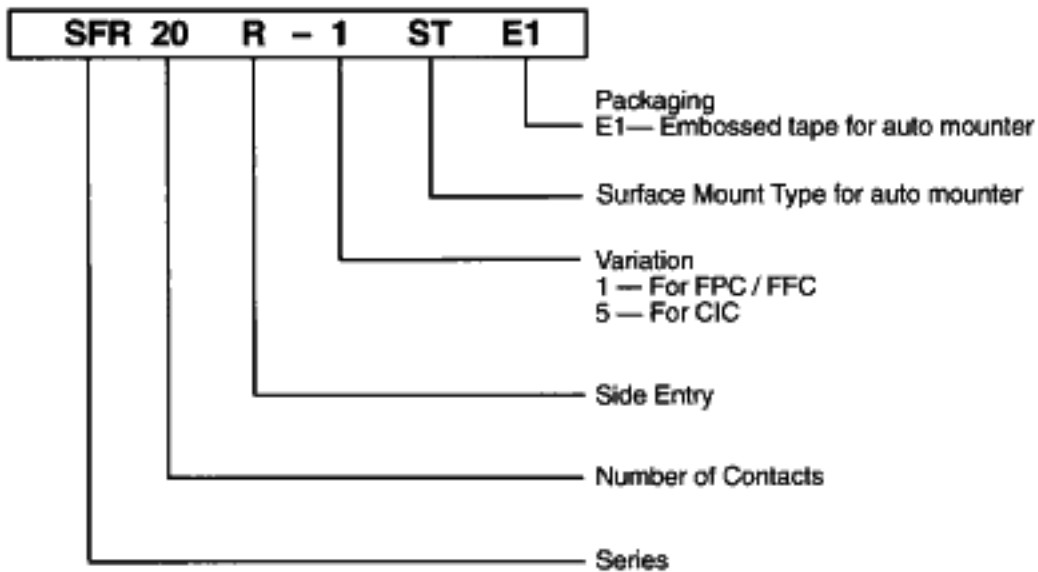 SFR 20 R - 1 ST E1
Packaging
E1— Embossed tape for auto mounter
Surface Mount Type for auto mounter
Variation
1 — For FPC / FFC
5 — For CIC
Side Entry
Number of Contacts
Series